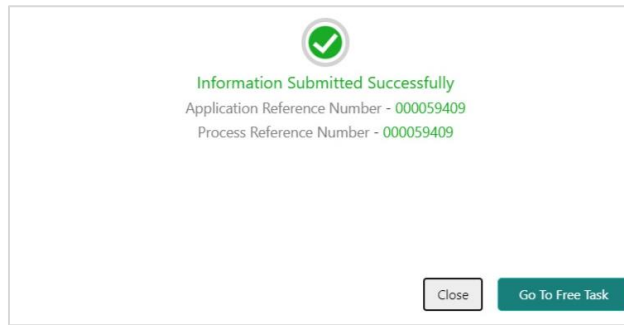 Information Submitted Successfully
Application Reference Number - 000059409
Process Reference Number - 000059409
Close
Go To Free Task